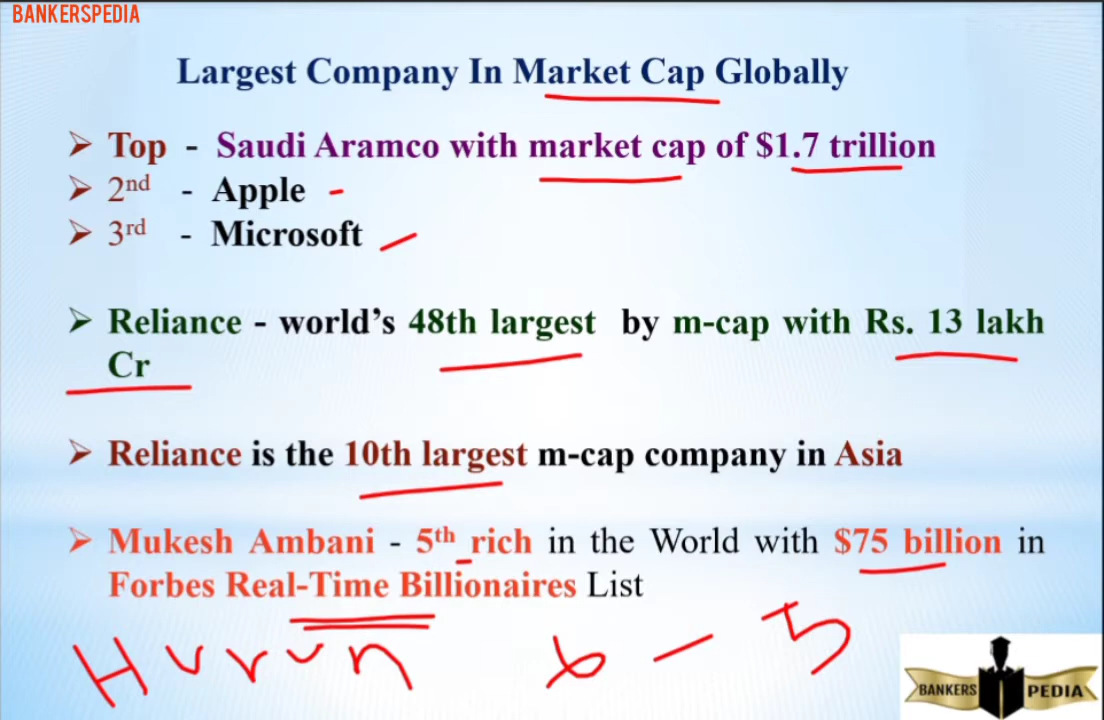 BANKERSPEDIA
Largest Company In Market Cap Globally
➢ Top - Saudi Aramco with market cap of $1.7 trillion
➢ 2nd - Apple
➢ 3rd - Microsoft
➢ Reliance - world's 48th largest by m-cap with Rs. 13 lakh
Cr
➢ Reliance is the 10th largest m-cap company in Asia
➢ Mukesh Ambani - 5th rich in the World with $75 billion in
Forbes Real-Time Billionaires List
Hurun 6 - 5
BANKERS PEDIA